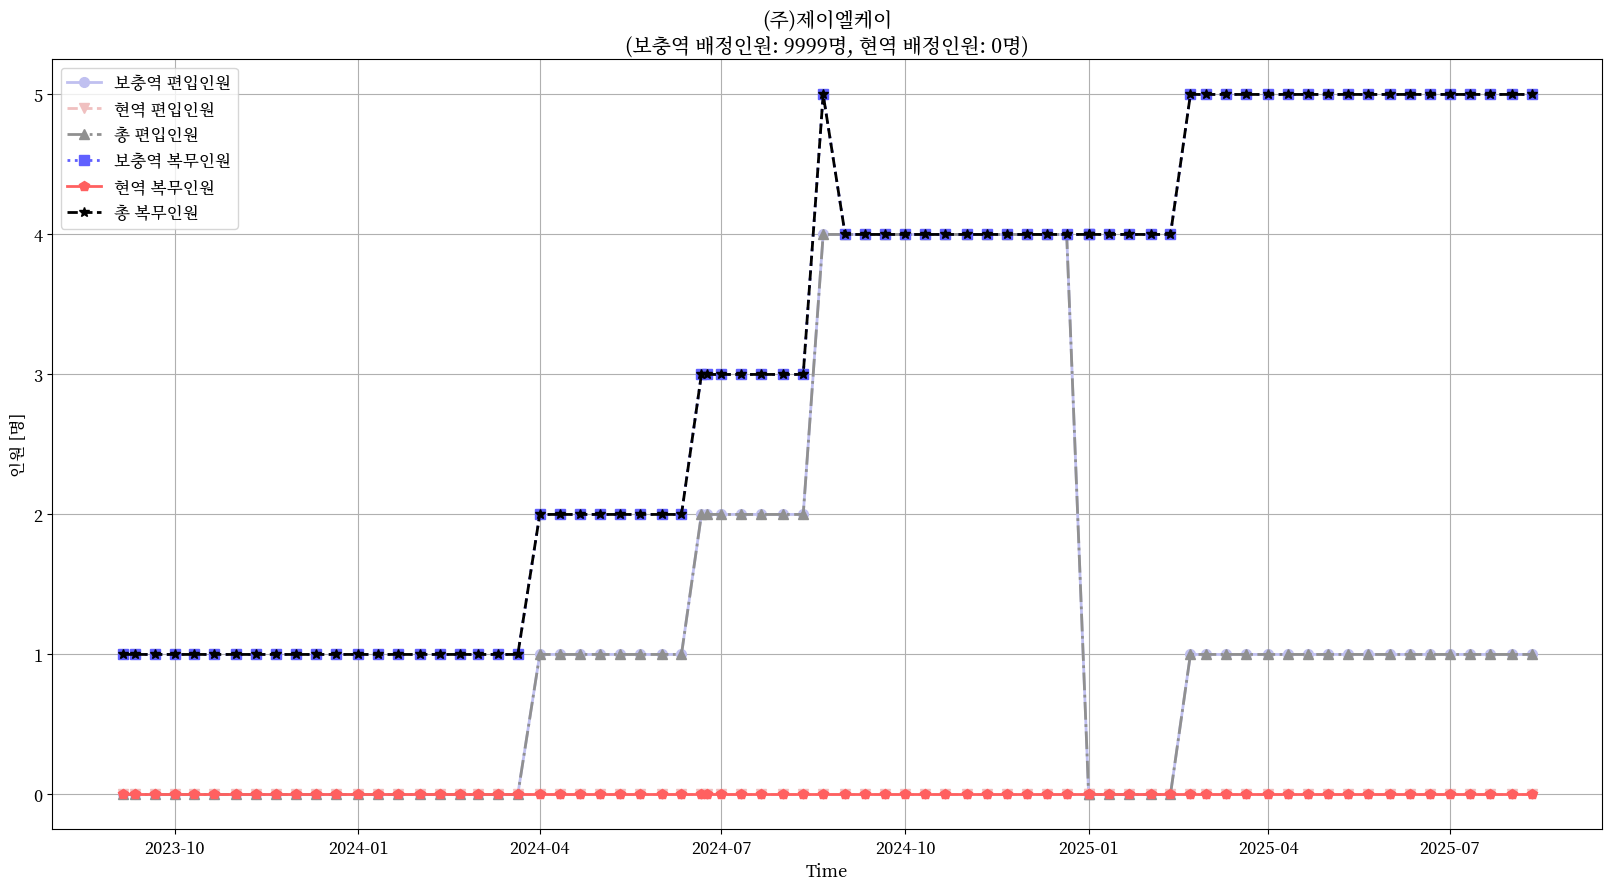 (주)제이엘케이
(보충역 배정인원: 9999명, 현역 배정인원: 0명)
보충역 편입인원
현역 편입인원
총 편입인원
보충역 복무인원
현역 복무인원
총 복무인원
5
4
3
2
1
0
인원 [명]
2023-10
2024-01
2024-04
2024-07
2024-10
2025-01
2025-04
2025-07
Time